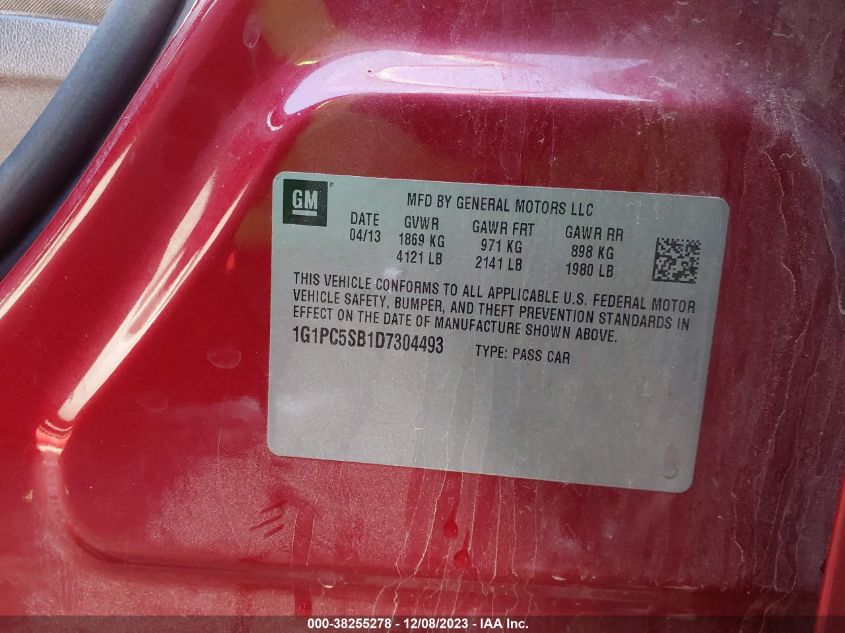 GM
MFD BY GENERAL MOTORS LLC
DATE GVWR GAWR FRT GAWR RR
04/13 1869 KG 971 KG 898 KG
4121 LB 2141 LB 1980 LB
THIS VEHICLE CONFORMS TO ALL APPLICABLE U.S. FEDERAL MOTOR
VEHICLE SAFETY, BUMPER, AND THEFT PREVENTION STANDARDS IN
EFFECT ON THE DATE OF MANUFACTURE SHOWN ABOVE.
1G1PC5SB1D7304493 TYPE: PASS CAR
000-38255278 - 12/08/2023 - IAA Inc.